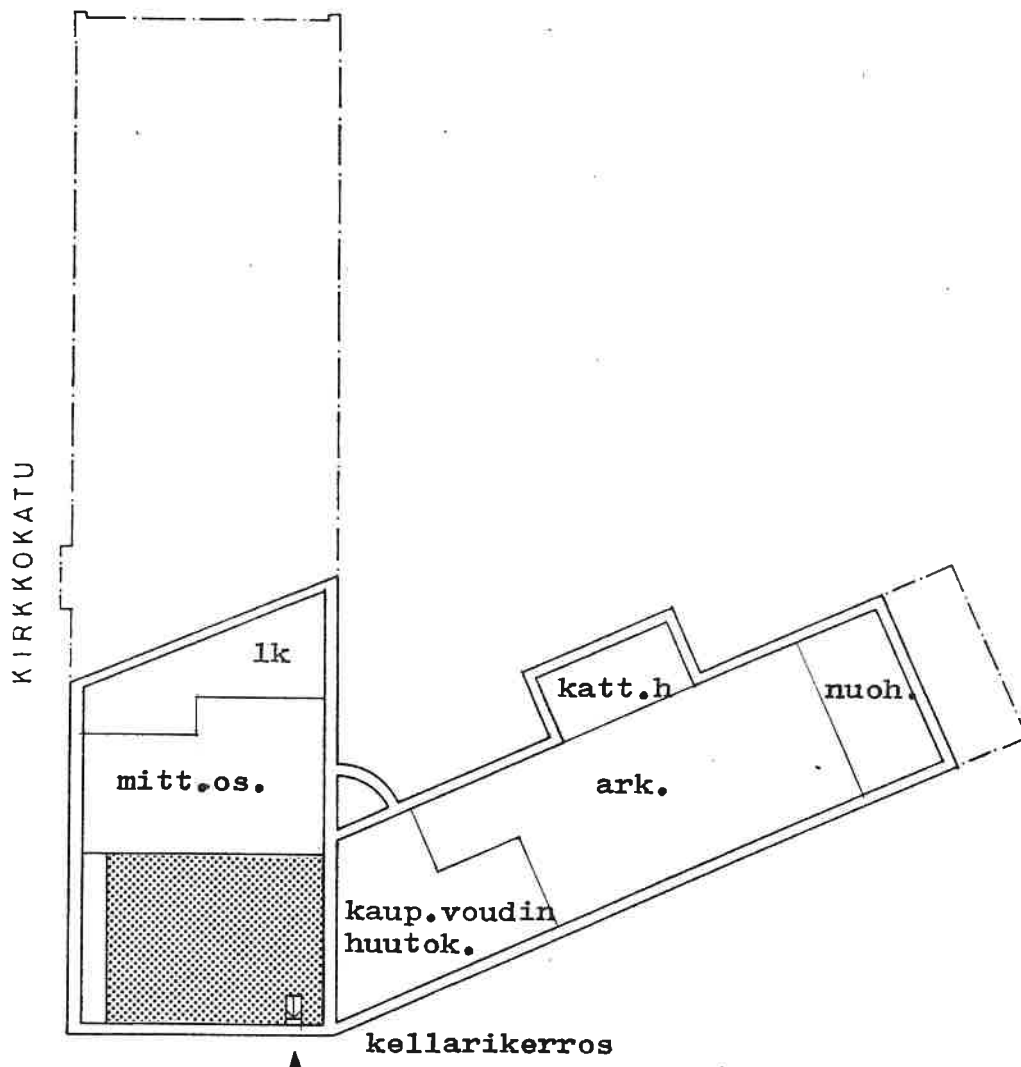 KIRKKOKATU
lk
katt.h
nuoh.
mitt.os.
ark.
kaup.voudin
huutok.
kellarikerros